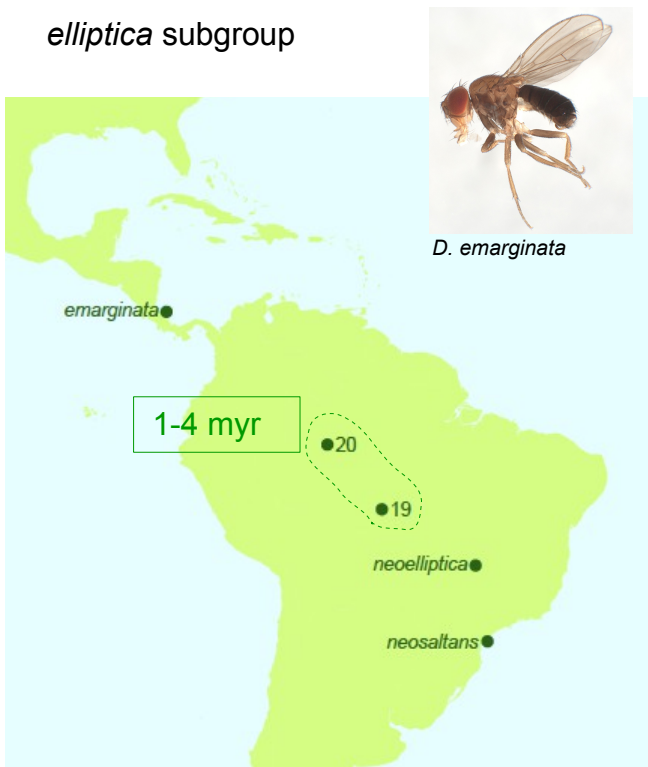 elliptica subgroup
D. emarginata
emarginata
1-4 myr
20
19
neoelliptica
neosaltans